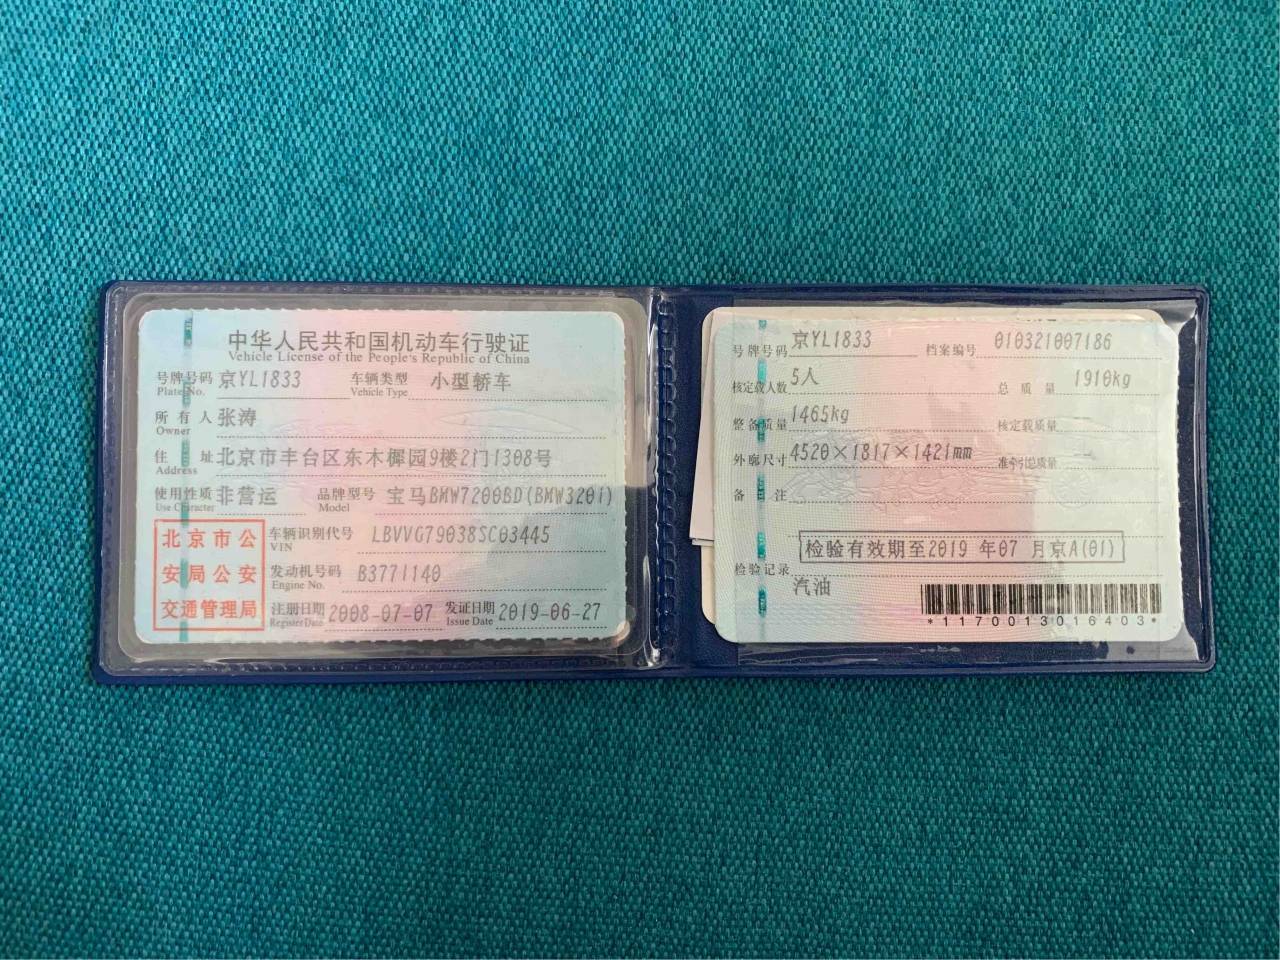 中华人民共和国机动车行驶证
Vehicle License of the People's Republic of China
号牌号码 京YL1833 车辆类型 小型轿车
Plate No. Vehicle Type
所有人 张涛
Owner
住址 北京市丰台区东木樨园9楼2门1308号
Address
使用性质 非营运 品牌型号 宝马BMW7200BD(BMW320i)
Use Character Model
北京市公
安局公安
交通管理局
车辆识别代号 LBVVG79038SC03445
VIN
发动机号码 B3771140
Engine No.
注册日期 2008-07-07 发证日期 2019-06-27
Register Date Issue Date
号牌号码 京YL1833 档案编号 010321007186
核定载人数 5人 总质量 1910kg
整备质量 1465kg 核定载质量
外廓尺寸 4520×1817×1421mm 准牵引总质量
备注
检验有效期至2019 年07 月京A(01)
检验记录
汽油
*1170013016403*